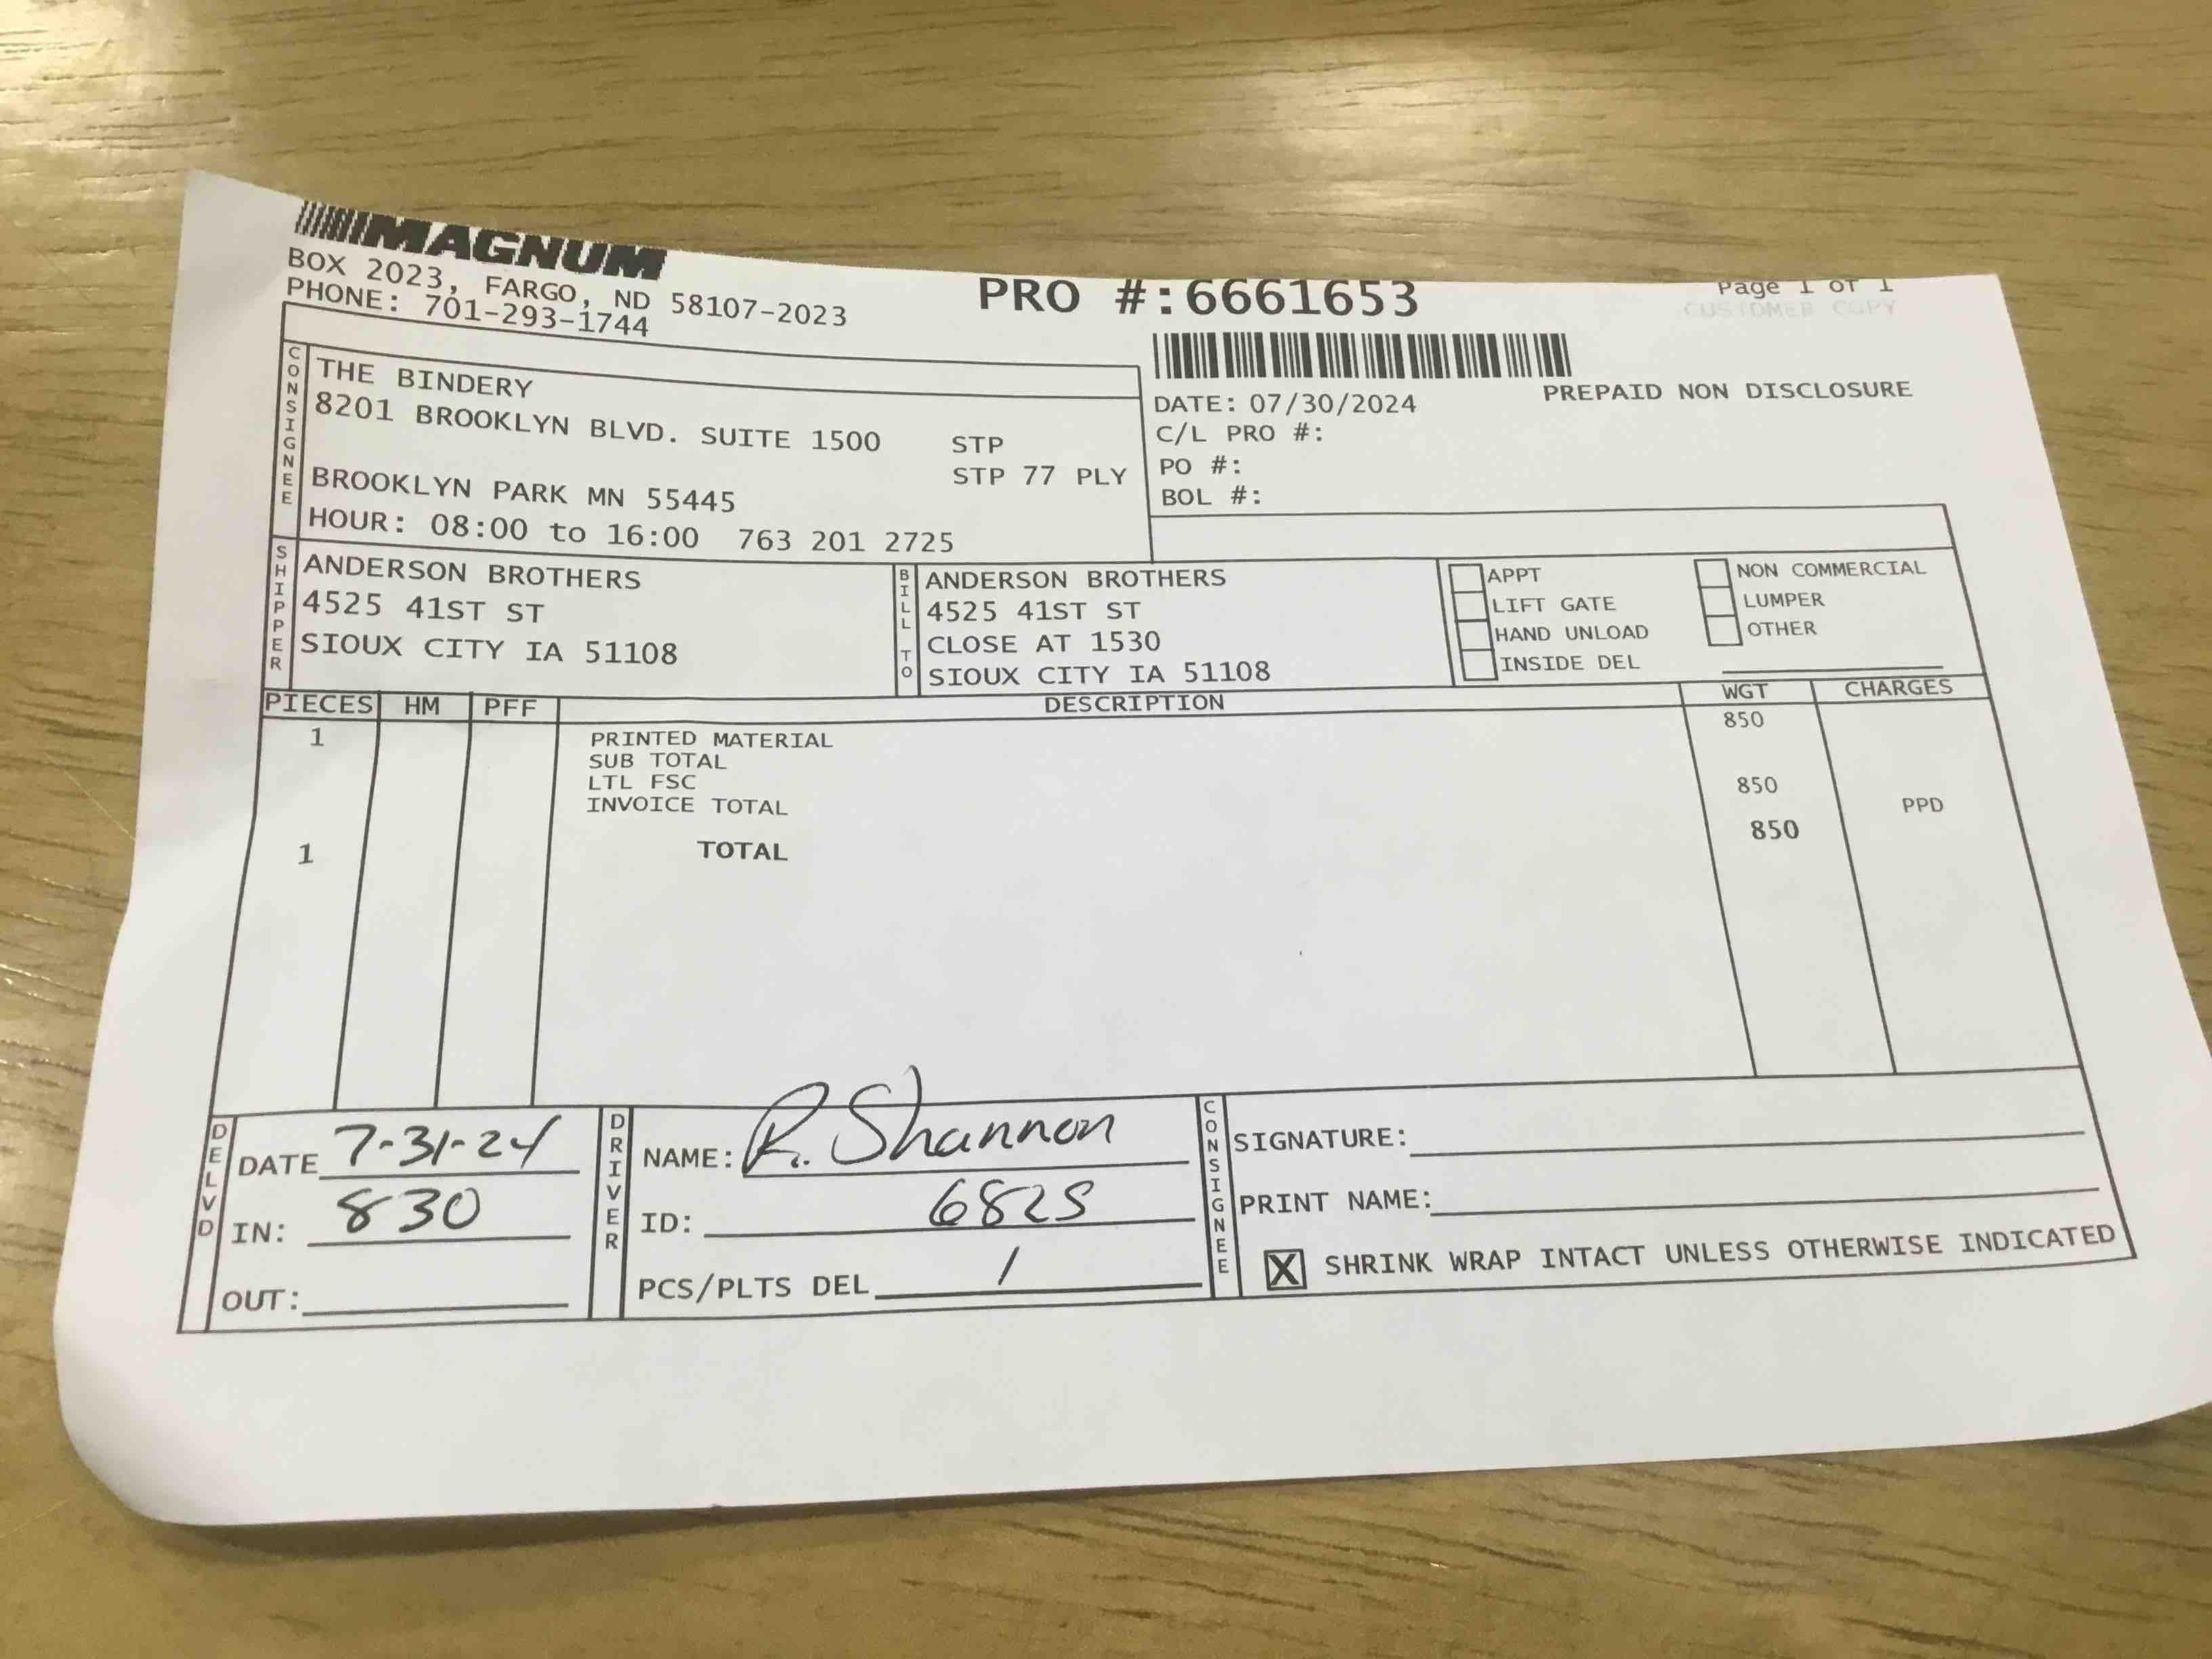 MAGNUM
BOX 2023, FARGO, ND 58107-2023
PHONE: 701-293-1744
PRO #:6661653
Page 1 of 1
CUSTOMER COPY
CONSIGNEE
THE BINDERY
8201 BROOKLYN BLVD. SUITE 1500
STP
STP 77 PLY
BROOKLYN PARK MN 55445
HOUR: 08:00 to 16:00 763 201 2725
PREPAID NON DISCLOSURE
DATE: 07/30/2024
C/L PRO #:
PO #:
BOL #:
SHIPPER
ANDERSON BROTHERS
4525 41ST ST
SIOUX CITY IA 51108
BILL TO
ANDERSON BROTHERS
4525 41ST ST
CLOSE AT 1530
SIOUX CITY IA 51108
APPT
LIFT GATE
HAND UNLOAD
INSIDE DEL
NON COMMERCIAL
LUMPER
OTHER
PIECES HM PFF DESCRIPTION WGT CHARGES
1 PRINTED MATERIAL 850
SUB TOTAL
LTL FSC 850
INVOICE TOTAL PPD
1 TOTAL 850
DELVD
DATE 7-31-24
IN: 830
OUT:
DRIVER
NAME: R. Shannon
ID: 6825
PCS/PLTS DEL 1
CONSIGNEE
SIGNATURE:
PRINT NAME:
X SHRINK WRAP INTACT UNLESS OTHERWISE INDICATED